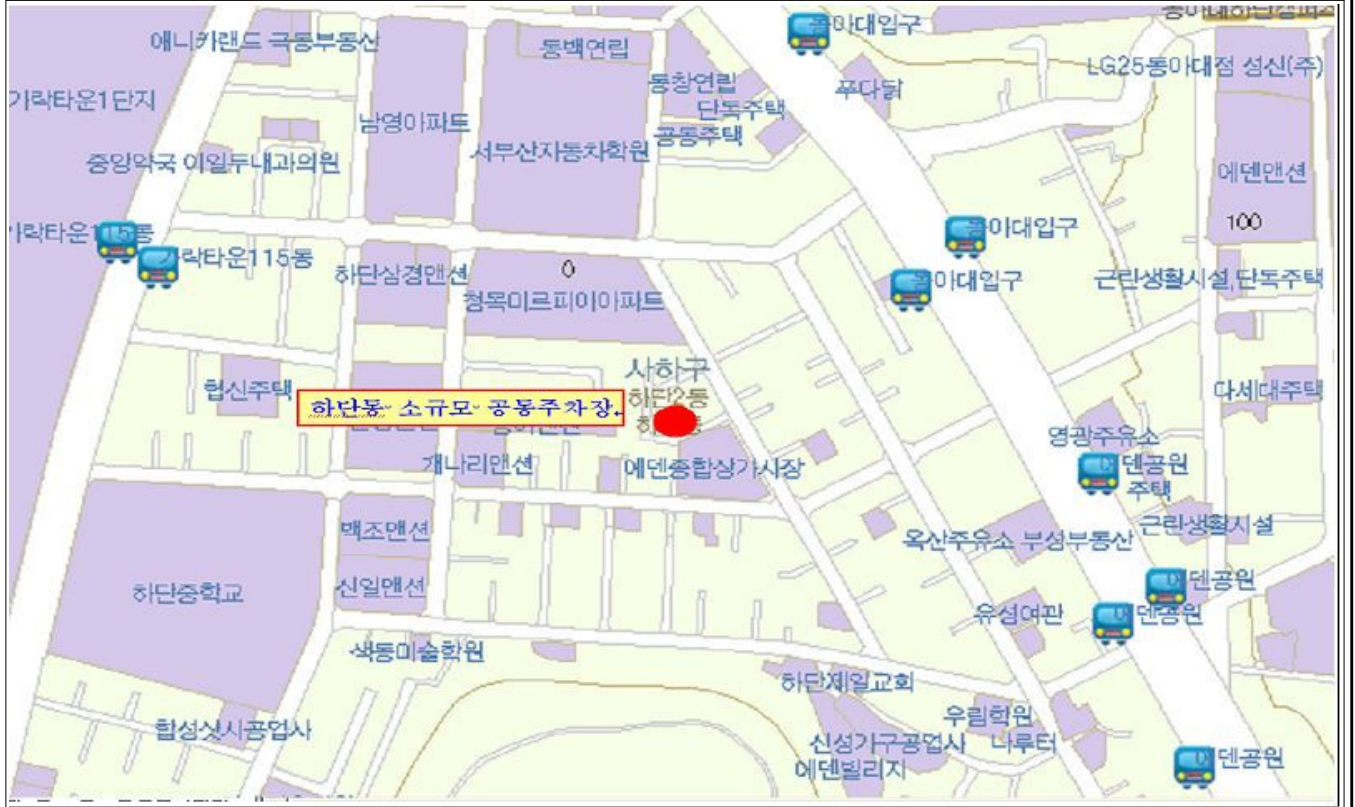 동아대입구
애니카랜드 극동부동산
동백연립
LG25동아대점 성신(주)
동창연립
푸다닭
가락타운1단지
단독주택
남영아파트
공동주택
서부산자동차학원
중앙약국 이일두내과의원
에덴맨션
100
가락타운115동
동아대입구
가락타운115동
하단삼경맨션
0
동아대입구
근린생활시설,단독주택
청목미르피아아파트
사하구
협신주택
다세대주택
하단2동
하단동 소규모 공동주차장.
영광주유소
개나리맨션
에덴종합상가시장
에덴공원
주택
백조맨션
옥산주유소 부성부동산
근린생활시설
하단중학교
신일맨션
에덴공원
유성여관
에덴공원
색동미술학원
하단제일교회
합성샷시공업사
우림학원
신성가구공업사
나루터
에덴공원
에덴빌리지